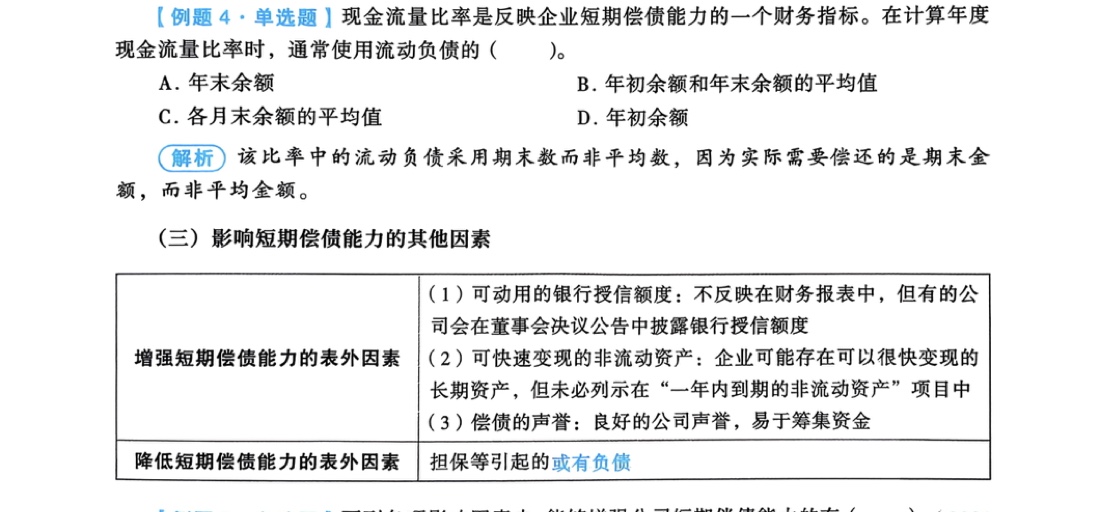 【例题4·单选题】现金流量比率是反映企业短期偿债能力的一个财务指标。在计算年度
现金流量比率时，通常使用流动负债的（　　）。
A. 年末余额
B. 年初余额和年末余额的平均值
C. 各月末余额的平均值
D. 年初余额
解析 该比率中的流动负债采用期末数而非平均数，因为实际需要偿还的是期末金
额，而非平均金额。
（三）影响短期偿债能力的其他因素
增强短期偿债能力的表外因素
（1）可动用的银行授信额度：不反映在财务报表中，但有的公
司会在董事会决议公告中披露银行授信额度
（2）可快速变现的非流动资产：企业可能存在可以很快变现的
长期资产，但未必列示在“一年内到期的非流动资产”项目中
（3）偿债的声誉：良好的公司声誉，易于筹集资金
降低短期偿债能力的表外因素
担保等引起的或有负债